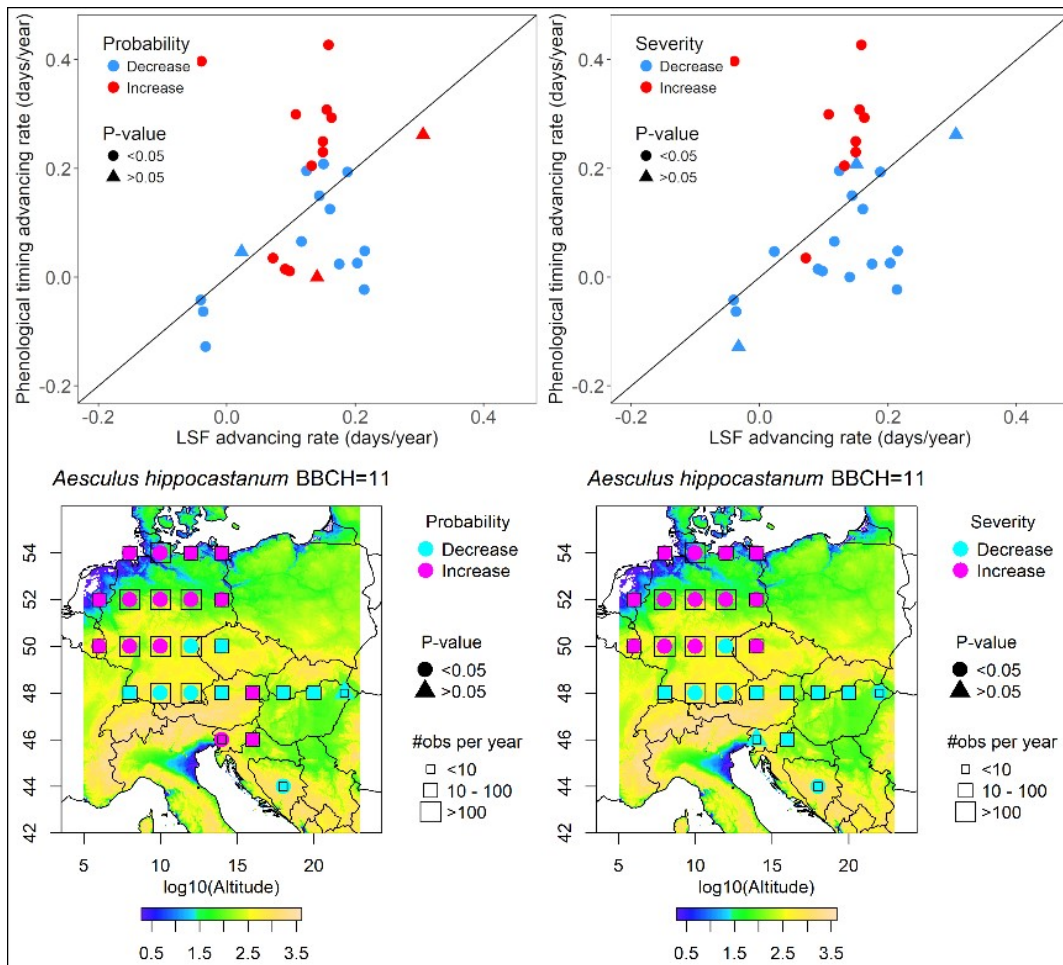 Phenological timing advancing rate (days/year)
0.4
0.2
0.0
-0.2
Probability
Decrease
Increase
P-value
<0.05
>0.05
-0.2 0.0 0.2 0.4
LSF advancing rate (days/year)
Phenological timing advancing rate (days/year)
0.4
0.2
0.0
-0.2
Severity
Decrease
Increase
P-value
<0.05
>0.05
-0.2 0.0 0.2 0.4
LSF advancing rate (days/year)
Aesculus hippocastanum BBCH=11
54
52
50
48
46
44
42
5 10 15 20
Probability
Decrease
Increase
P-value
<0.05
>0.05
#obs per year
<10
10 - 100
>100
log10(Altitude)
0.5 1.5 2.5 3.5
Aesculus hippocastanum BBCH=11
54
52
50
48
46
44
42
5 10 15 20
Severity
Decrease
Increase
P-value
<0.05
>0.05
#obs per year
<10
10 - 100
>100
log10(Altitude)
0.5 1.5 2.5 3.5